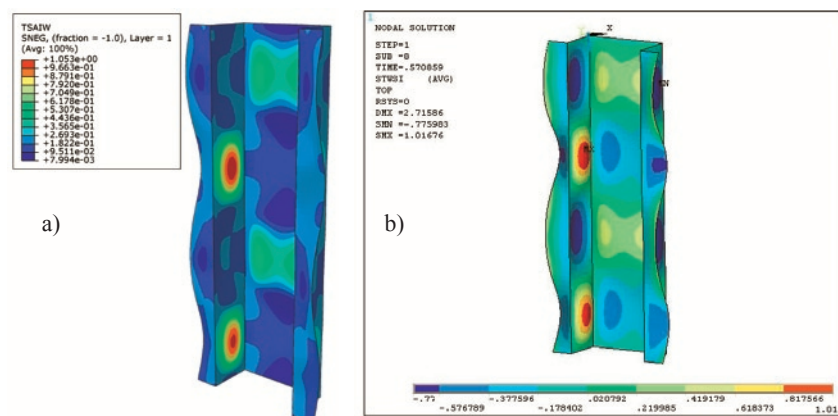 TSAIW
SNEG, (fraction = -1.0), Layer = 1
(Avg: 100%)
+1.053e+00
+9.663e-01
+8.791e-01
+7.920e-01
+7.049e-01
+6.178e-01
+5.307e-01
+4.436e-01
+3.565e-01
+2.693e-01
+1.822e-01
+9.511e-02
+7.994e-03
a)
1
NODAL SOLUTION
STEP=1
SUB =8
TIME=.570859
STWSI (AVG)
TOP
RSYS=0
DMX =2.71586
SMN =-.775983
SMX =1.01676
X
MX
b)
-.77 -.377596 .020792 .419179 .817566
-.576789 -.178402 .219985 .618373 1.01